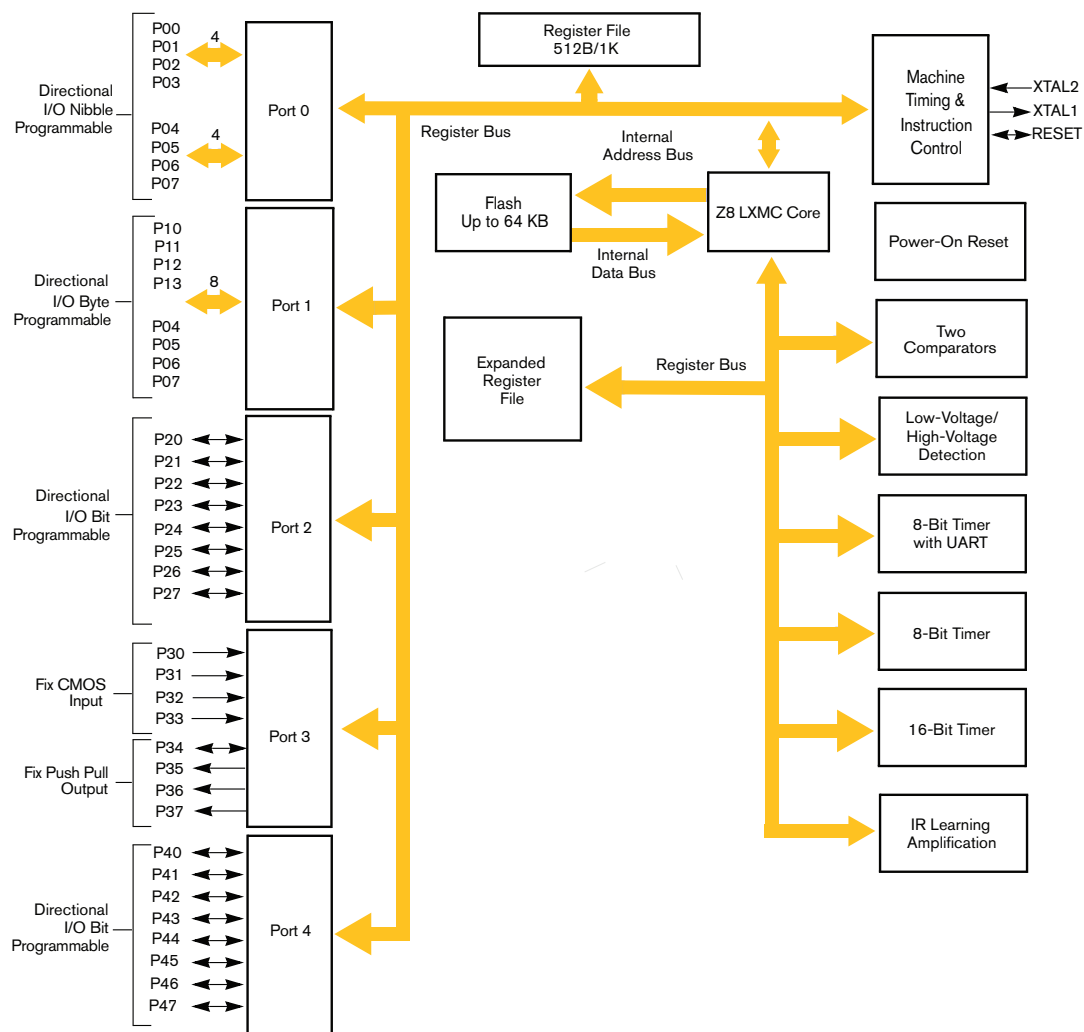 Directional
I/O Nibble
Programmable
P00
P01
P02
P03
4
P04
P05
P06
P07
4
Port 0
Directional
I/O Byte
Programmable
P10
P11
P12
P13
8
P04
P05
P06
P07
Port 1
Directional
I/O Bit
Programmable
P20
P21
P22
P23
P24
P25
P26
P27
Port 2
Fix CMOS
Input
P30
P31
P32
P33
Fix Push Pull
Output
P34
P35
P36
P37
Port 3
Directional
I/O Bit
Programmable
P40
P41
P42
P43
P44
P45
P46
P47
Port 4
Register File
512B/1K
Register Bus
Internal
Address Bus
Flash
Up to 64 KB
Internal
Data Bus
Z8 LXMC Core
Expanded
Register
File
Register Bus
Machine
Timing &
Instruction
Control
XTAL2
XTAL1
RESET
Power-On Reset
Two
Comparators
Low-Voltage/
High-Voltage
Detection
8-Bit Timer
with UART
8-Bit Timer
16-Bit Timer
IR Learning
Amplification